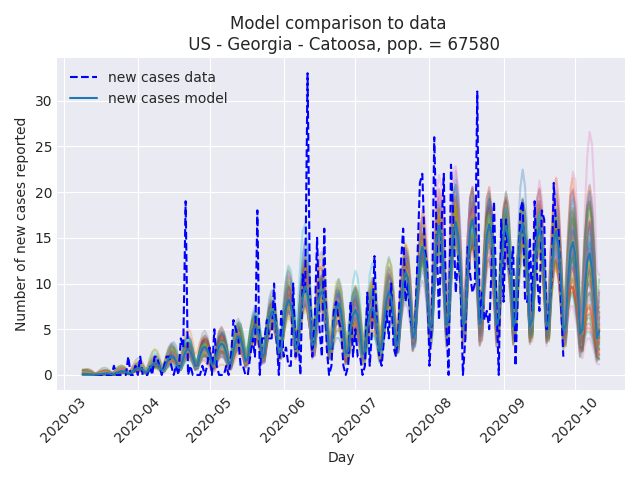 Model comparison to data
US - Georgia - Catoosa, pop. = 67580
new cases data
new cases model
Number of new cases reported
30
25
20
15
10
5
0
2020-03
2020-04
2020-05
2020-06
2020-07
2020-08
2020-09
2020-10
Day